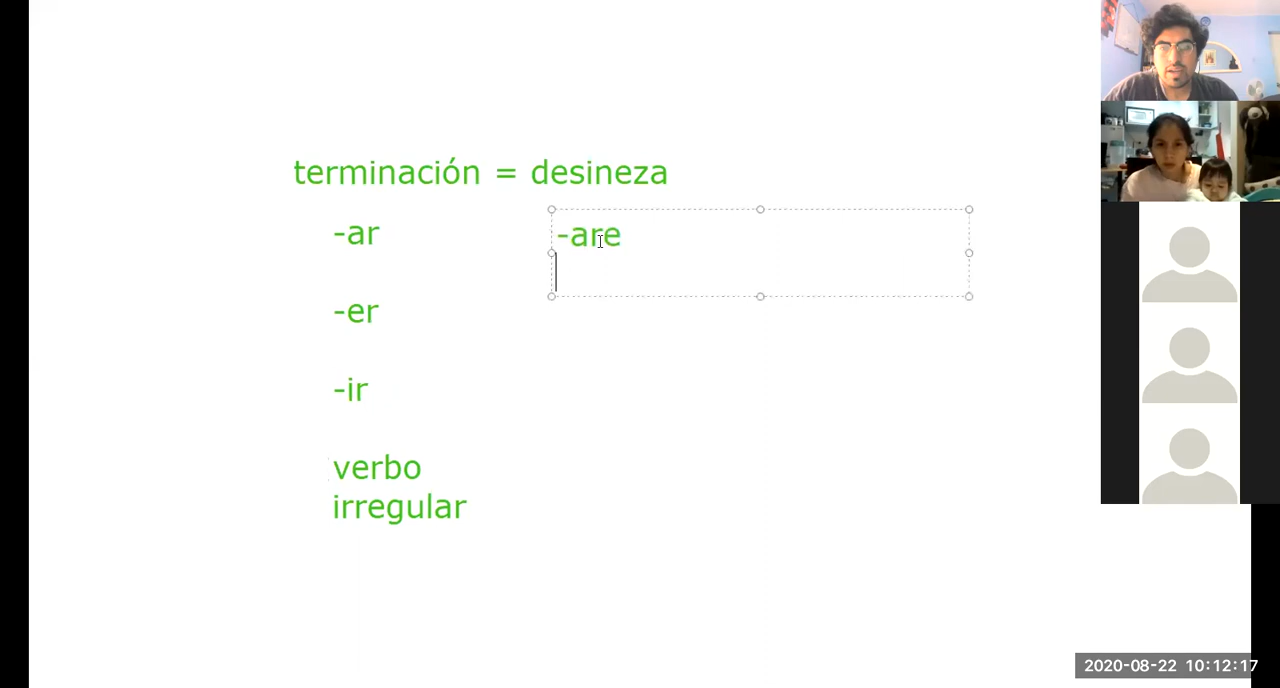 terminación = desineza
-ar
-are
-er
-ir
verbo
irregular
2020-08-22 10:12:17